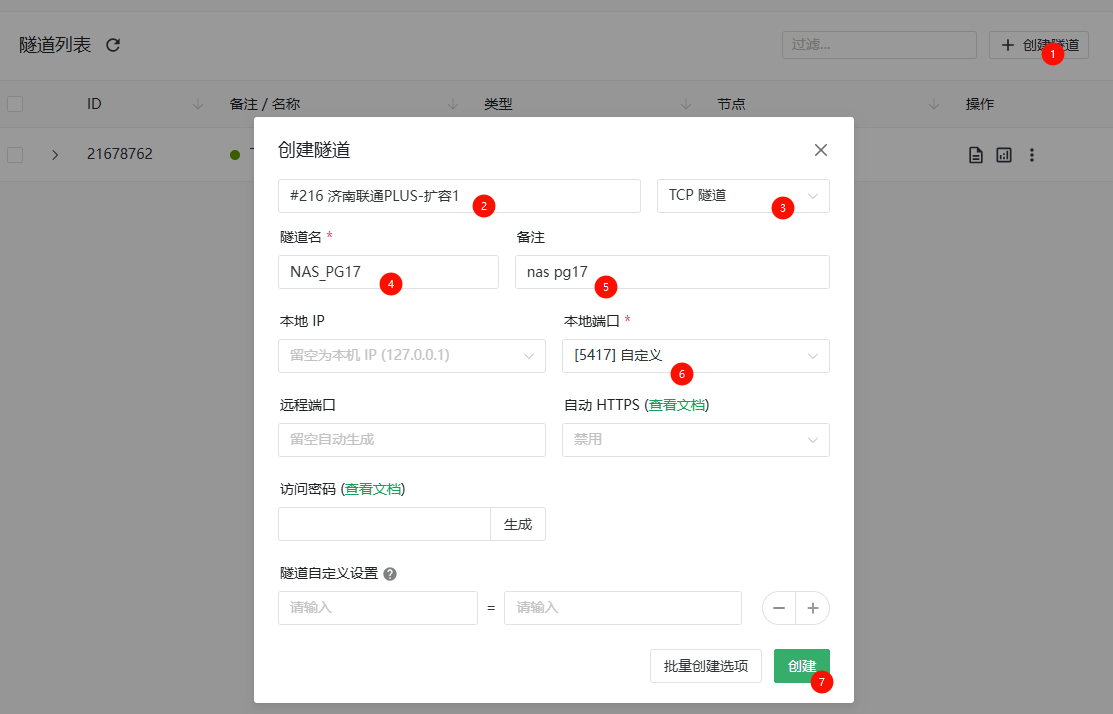 隧道列表 过滤... + 创建隧道
1
ID 备注 / 名称 类型 节点 操作
21678762
创建隧道
#216 济南联通PLUS-扩容1 TCP 隧道
2 3
隧道名 * 备注
NAS_PG17 nas pg17
4 5
本地 IP 本地端口 *
留空为本机 IP (127.0.0.1) [5417] 自定义
6
远程端口 自动 HTTPS (查看文档)
留空自动生成 禁用
访问密码 (查看文档)
生成
隧道自定义设置 ?
请输入 = 请输入 − +
批量创建选项 创建
7